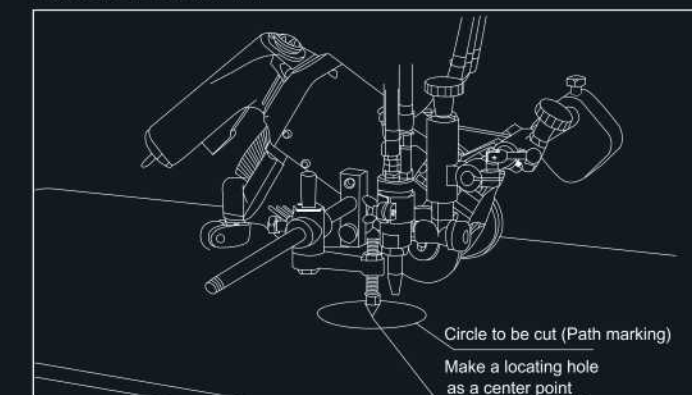 Circle to be cut (Path marking)
Make a locating hole
as a center point